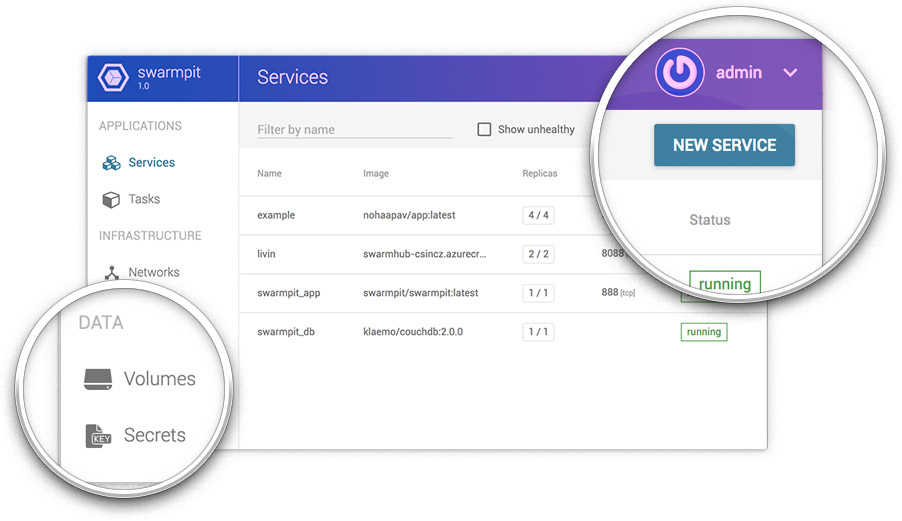 swarmpit
1.0
Services
admin
APPLICATIONS
Filter by name
Show unhealthy
NEW SERVICE
Services
Name Image Replicas Status
Tasks
example nohaapav/app:latest 4 / 4
INFRASTRUCTURE
livin swarmhub-csincz.azurecr... 2 / 2 8088
Networks
swarmpit_app swarmpit/swarmpit:latest 1 / 1 888 [tcp] running
DATA
swarmpit_db klaemo/couchdb:2.0.0 1 / 1 running
Volumes
KEY Secrets